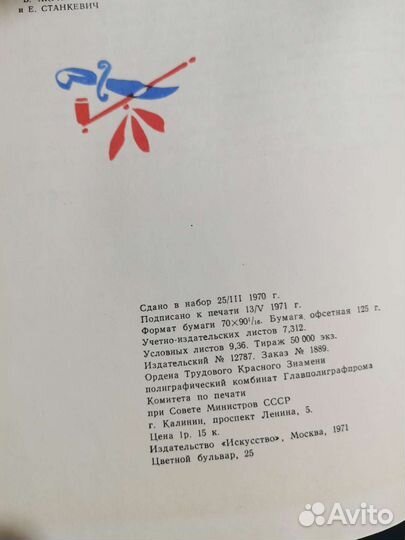 и Е. СТАНКЕВИЧ
Сдано в набор 25/III 1970 г.
Подписано к печати 13/V 1971 г.
Формат бумаги 70×90¹/₁₆. Бумага офсетная 125 г.
Учетно-издательских листов 7,312.
Условных листов 9,36. Тираж 50 000 экз.
Издательский № 12787. Заказ № 1889.
Ордена Трудового Красного Знамени
полиграфический комбинат Главполиграфпрома
Комитета по печати
при Совете Министров СССР
г. Калинин, проспект Ленина, 5.
Цена 1р. 15 к.
Издательство «Искусство», Москва, 1971
Цветной бульвар, 25
Avito